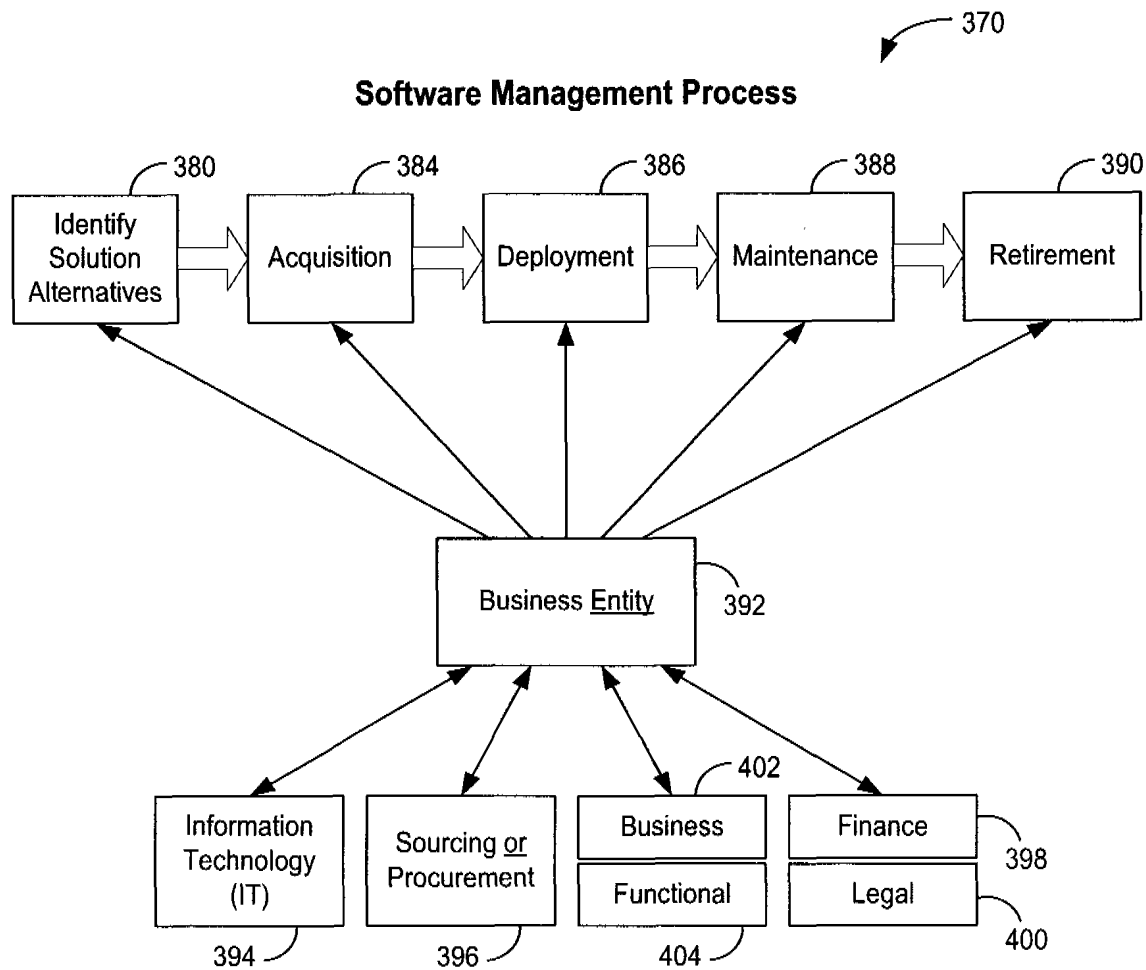 370
Software Management Process
380
384
386
388
390
Identify
Solution
Alternatives
Acquisition
Deployment
Maintenance
Retirement
Business Entity
392
402
Information
Technology
(IT)
Sourcing or
Procurement
Business
Functional
Finance
Legal
398
400
394
396
404